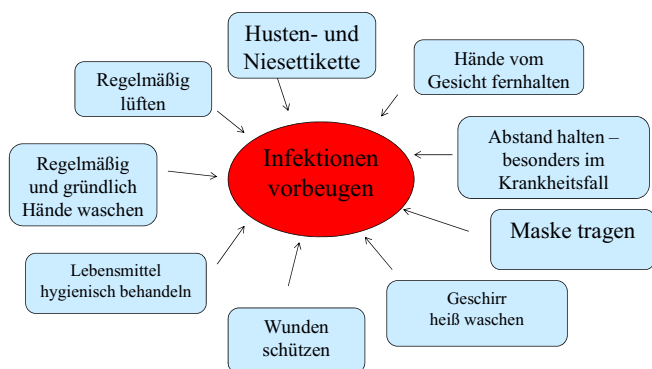 Husten- und
Niesettikette
Hände vom
Gesicht fernhalten
Regelmäßig
lüften
Infektionen
vorbeugen
Abstand halten –
besonders im
Krankheitsfall
Regelmäßig
und gründlich
Hände waschen
Maske tragen
Lebensmittel
hygienisch behandeln
Geschirr
heiß waschen
Wunden
schützen